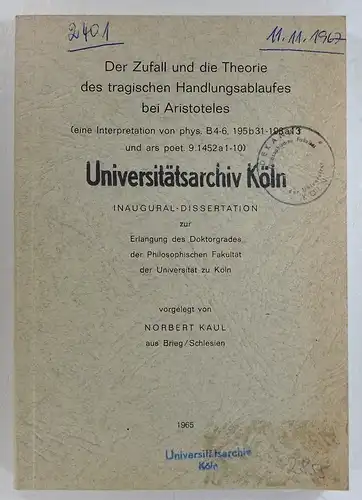 2401
11.11.1967
Der Zufall und die Theorie
des tragischen Handlungsablaufes
bei Aristoteles
(eine Interpretation von phys. B4-6, 195b31-198a13
und ars poet. 9.1452a1-10)
Universitätsarchiv Köln
INAUGURAL-DISSERTATION
zur
Erlangung des Doktorgrades
der Philosophischen Fakultät
der Universität zu Köln
vorgelegt von
NORBERT KAUL
aus Brieg/Schlesien
1965
Universitätsarchiv
Köln